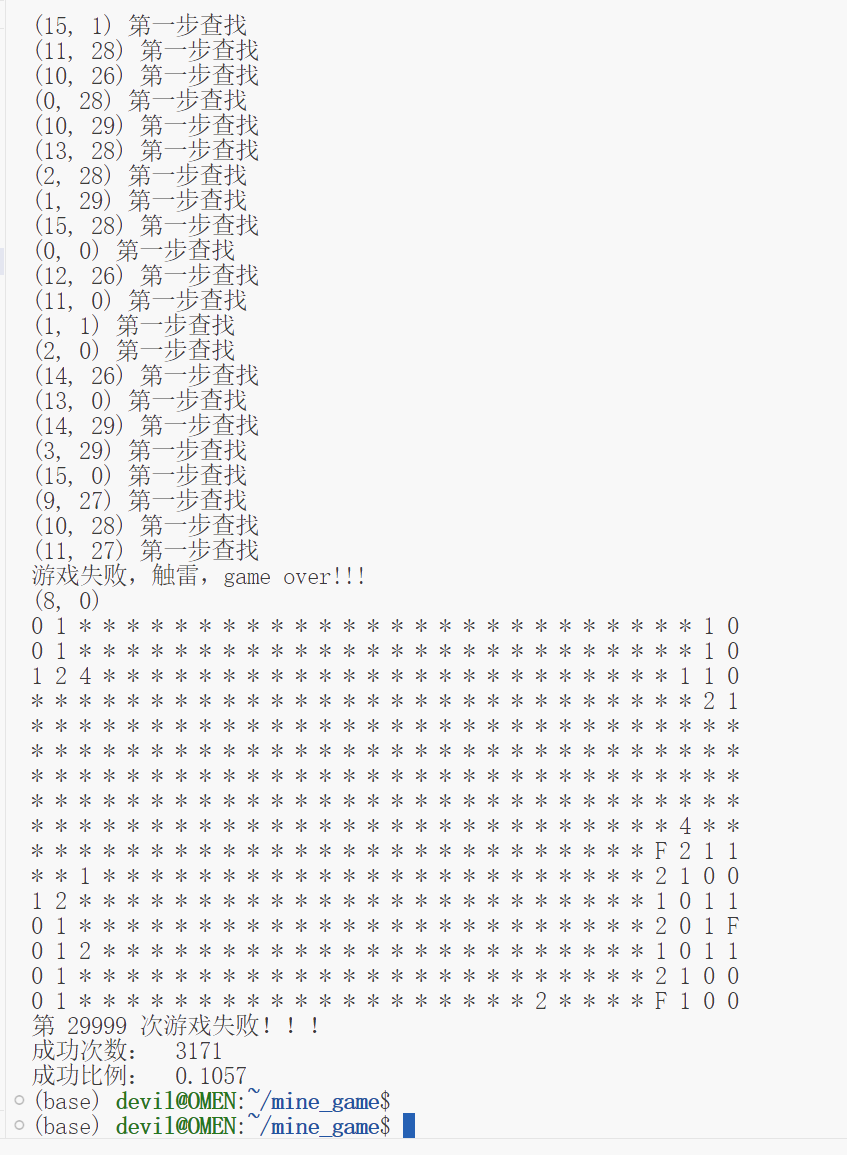 (15, 1) 第一步查找
(11, 28) 第一步查找
(10, 26) 第一步查找
(0, 28) 第一步查找
(10, 29) 第一步查找
(13, 28) 第一步查找
(2, 28) 第一步查找
(1, 29) 第一步查找
(15, 28) 第一步查找
(0, 0) 第一步查找
(12, 26) 第一步查找
(11, 0) 第一步查找
(1, 1) 第一步查找
(2, 0) 第一步查找
(14, 26) 第一步查找
(13, 0) 第一步查找
(14, 29) 第一步查找
(3, 29) 第一步查找
(15, 0) 第一步查找
(9, 27) 第一步查找
(10, 28) 第一步查找
(11, 27) 第一步查找
游戏失败，触雷，game over!!!
(8, 0)
0 1 * * * * * * * * * * * * * * * * * * * * * * * * * * 1 0
0 1 * * * * * * * * * * * * * * * * * * * * * * * * * * 1 0
1 2 4 * * * * * * * * * * * * * * * * * * * * * * * * 1 1 0
* * * * * * * * * * * * * * * * * * * * * * * * * * * * 2 1
* * * * * * * * * * * * * * * * * * * * * * * * * * * * * *
* * * * * * * * * * * * * * * * * * * * * * * * * * * * * *
* * * * * * * * * * * * * * * * * * * * * * * * * * * * * *
* * * * * * * * * * * * * * * * * * * * * * * * * * * * * *
* * * * * * * * * * * * * * * * * * * * * * * * * * * 4 * *
* * * * * * * * * * * * * * * * * * * * * * * * * * F 2 1 1
* * 1 * * * * * * * * * * * * * * * * * * * * * * * 2 1 0 0
1 2 * * * * * * * * * * * * * * * * * * * * * * * * 1 0 1 1
0 1 * * * * * * * * * * * * * * * * * * * * * * * * 2 0 1 F
0 1 2 * * * * * * * * * * * * * * * * * * * * * * * 1 0 1 1
0 1 * * * * * * * * * * * * * * * * * * * * * * * * 2 1 0 0
0 1 * * * * * * * * * * * * * * * * * * * 2 * * * * F 1 0 0
第 29999 次游戏失败！！！
成功次数： 3171
成功比例： 0.1057
(base) devil@OMEN:~/mine_game$
(base) devil@OMEN:~/mine_game$